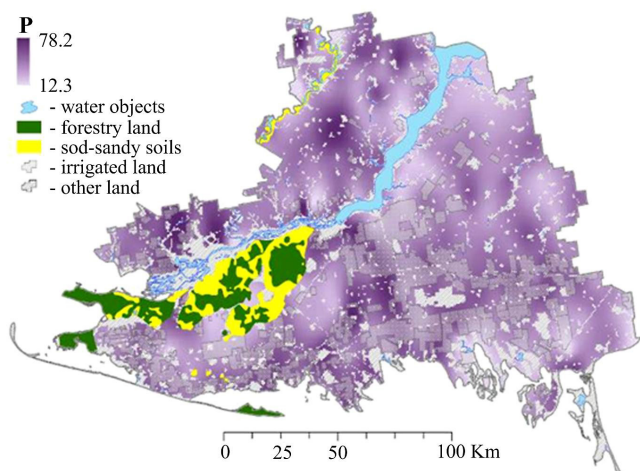 P
78.2
12.3
- water objects
- forestry land
- sod-sandy soils
- irrigated land
- other land
0 25 50 100 Km